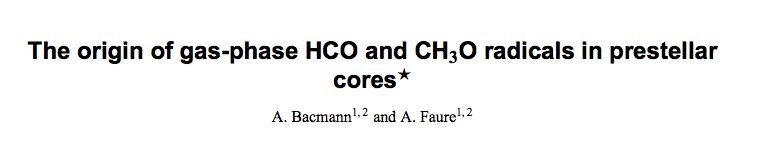 The origin of gas-phase HCO and CH₃O radicals in prestellar
cores★
A. Bacmann¹,² and A. Faure¹,²